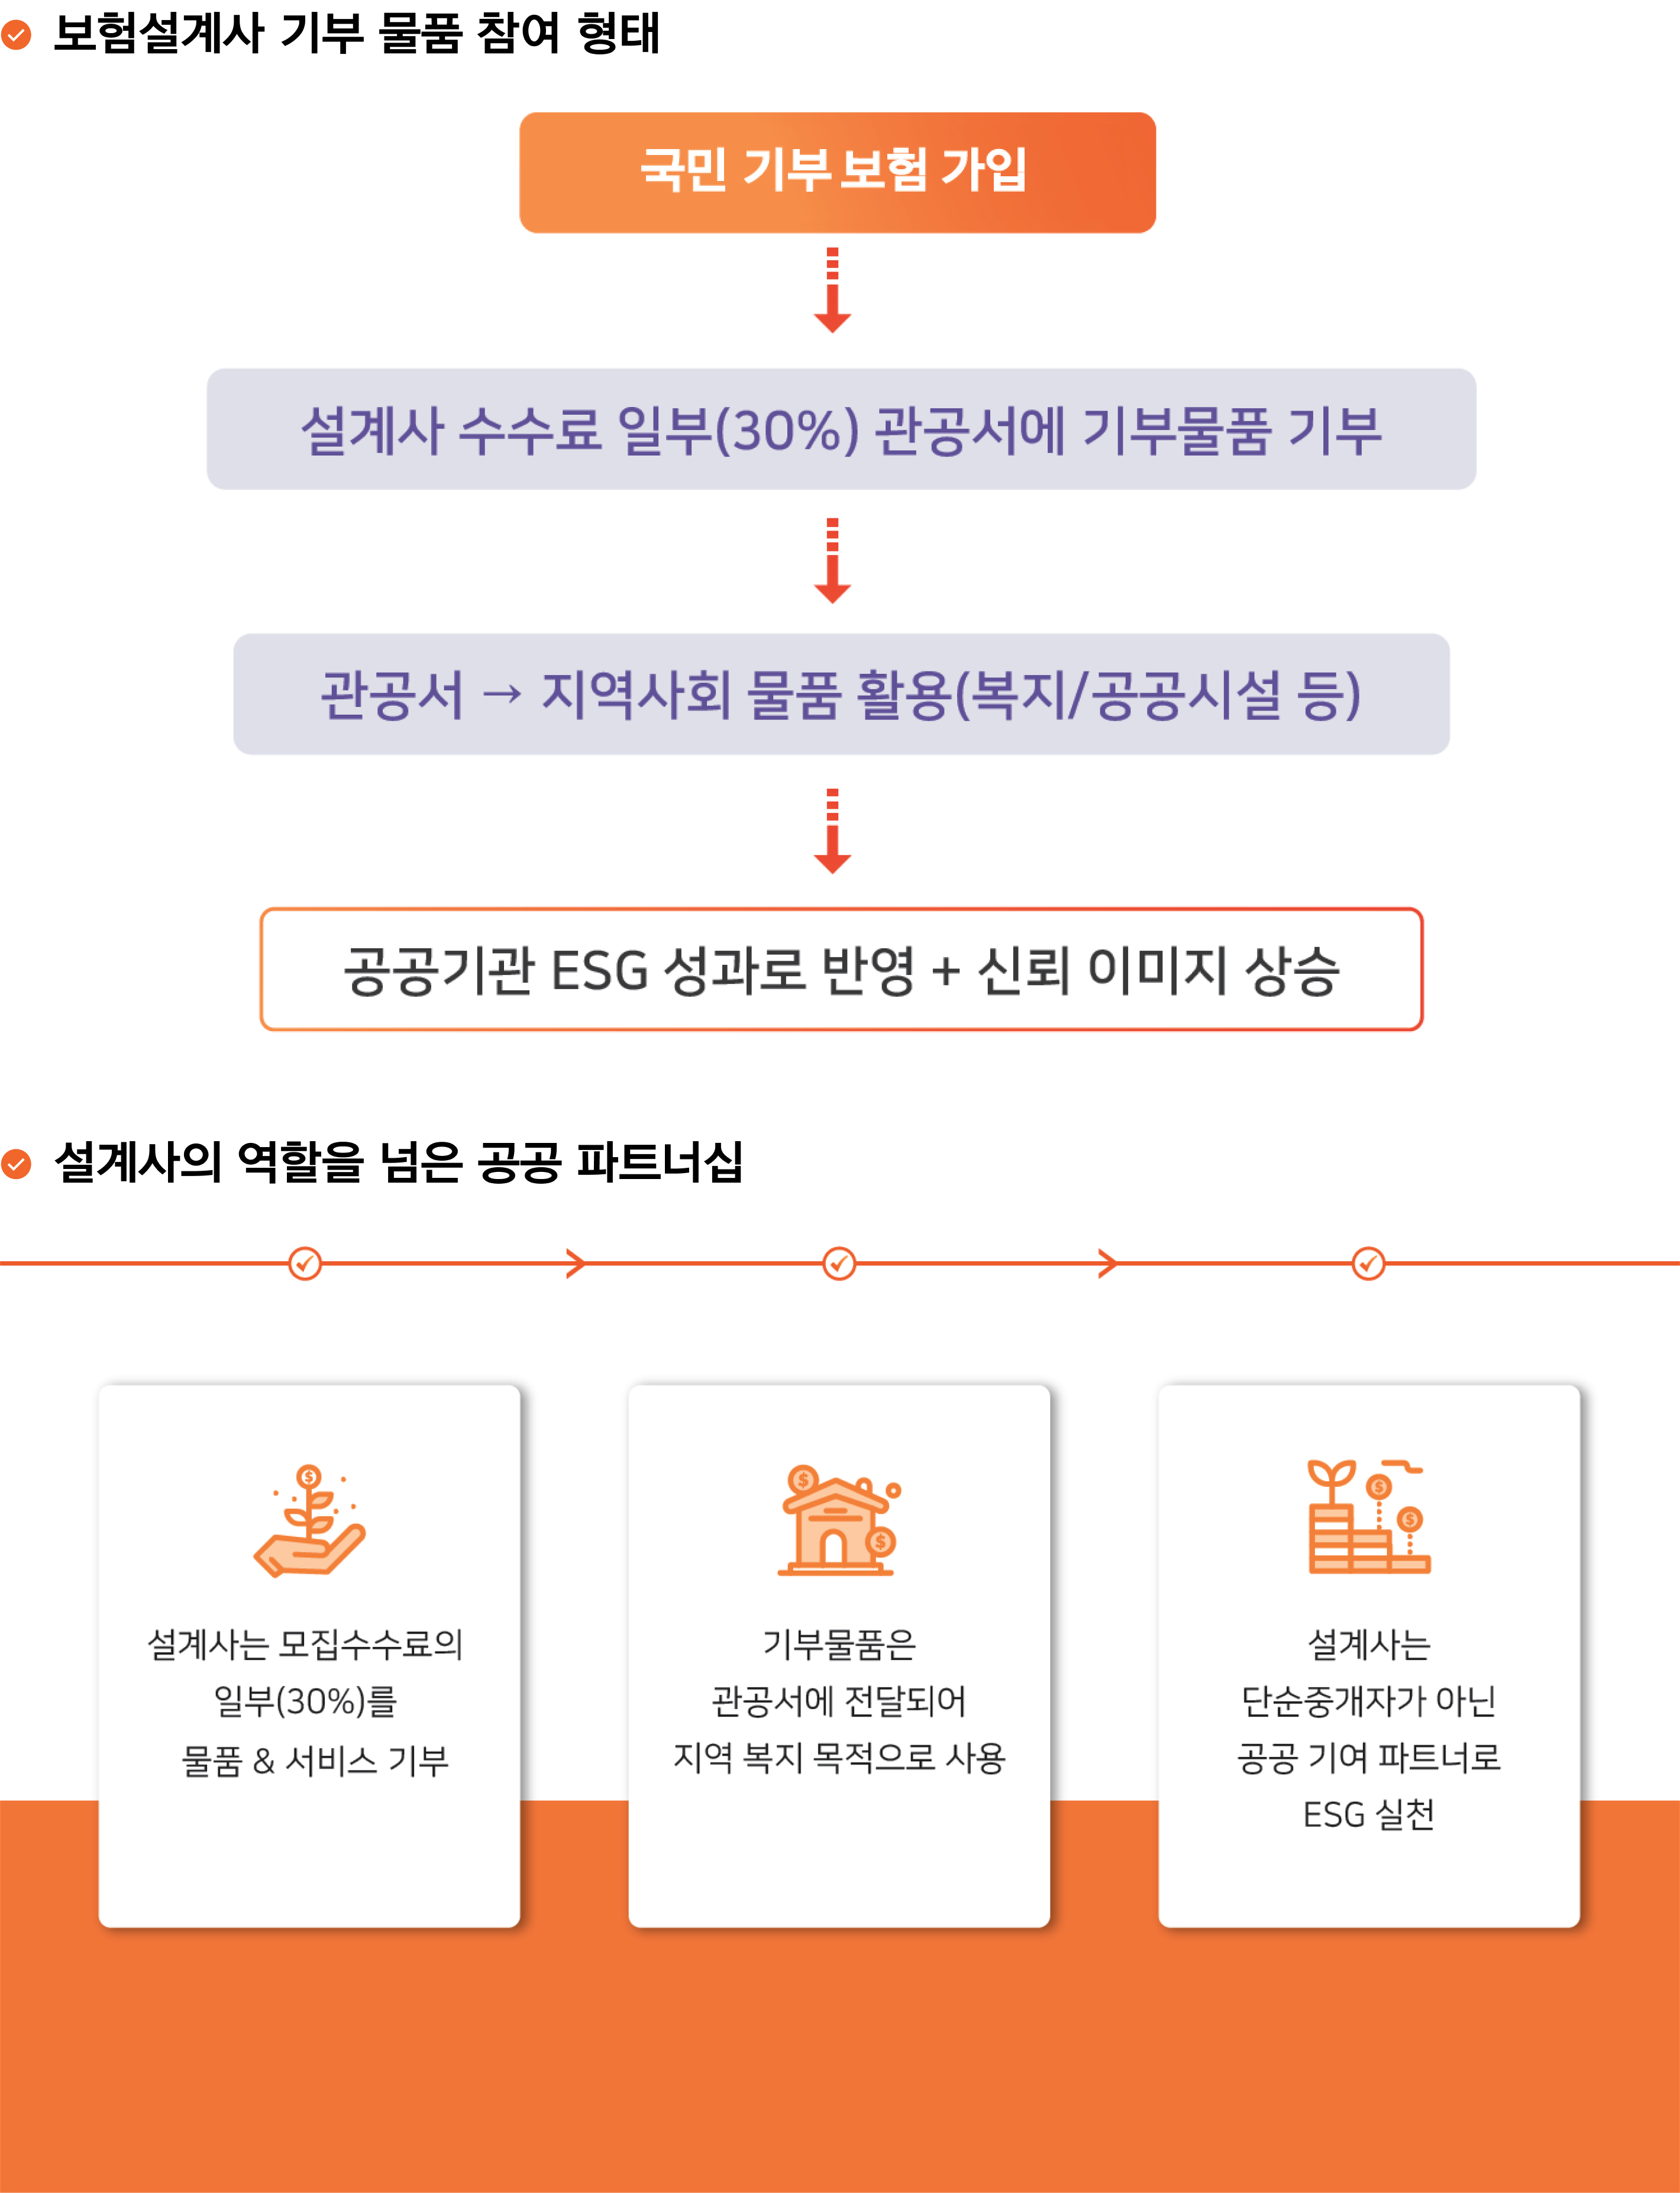 보험설계사 기부 물품 참여 형태
국민 기부 보험 가입
설계사 수수료 일부(30%) 관공서에 기부물품 기부
관공서 → 지역사회 물품 활용(복지/공공시설 등)
공공기관 ESG 성과로 반영 + 신뢰 이미지 상승
설계사의 역할을 넘은 공공 파트너십
설계사는 모집수수료의
일부(30%)를
물품 & 서비스 기부
기부물품은
관공서에 전달되어
지역 복지 목적으로 사용
설계사는
단순중개자가 아닌
공공 기여 파트너로
ESG 실천